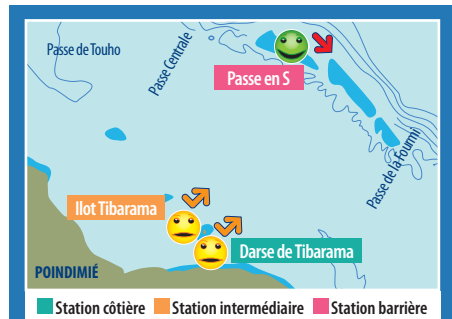 Passe de Touho
Passe Centrale
Passe en S
Passe de la Fourmi
Ilot Tibarama
Darse de Tibarama
POINDIMIÉ
Station côtière Station intermédiaire Station barrière